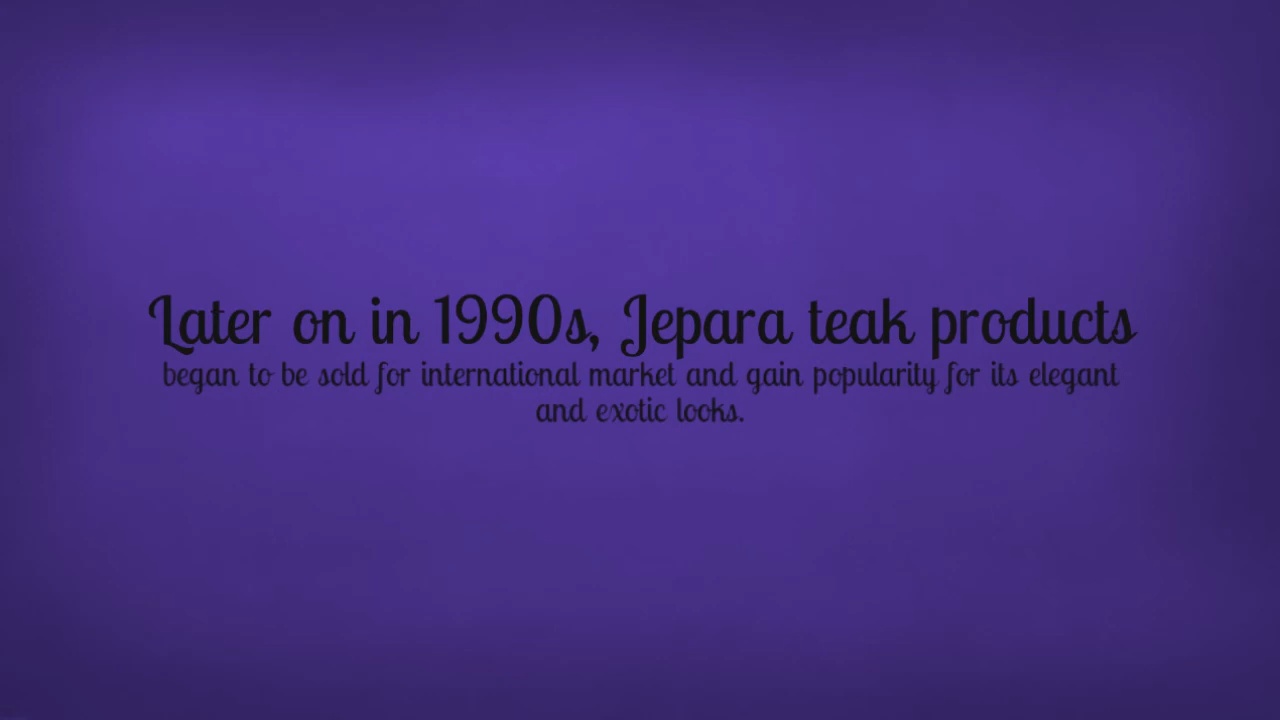 Later on in 1990s, Jepara teak products
began to be sold for international market and gain popularity for its elegant
and exotic looks.